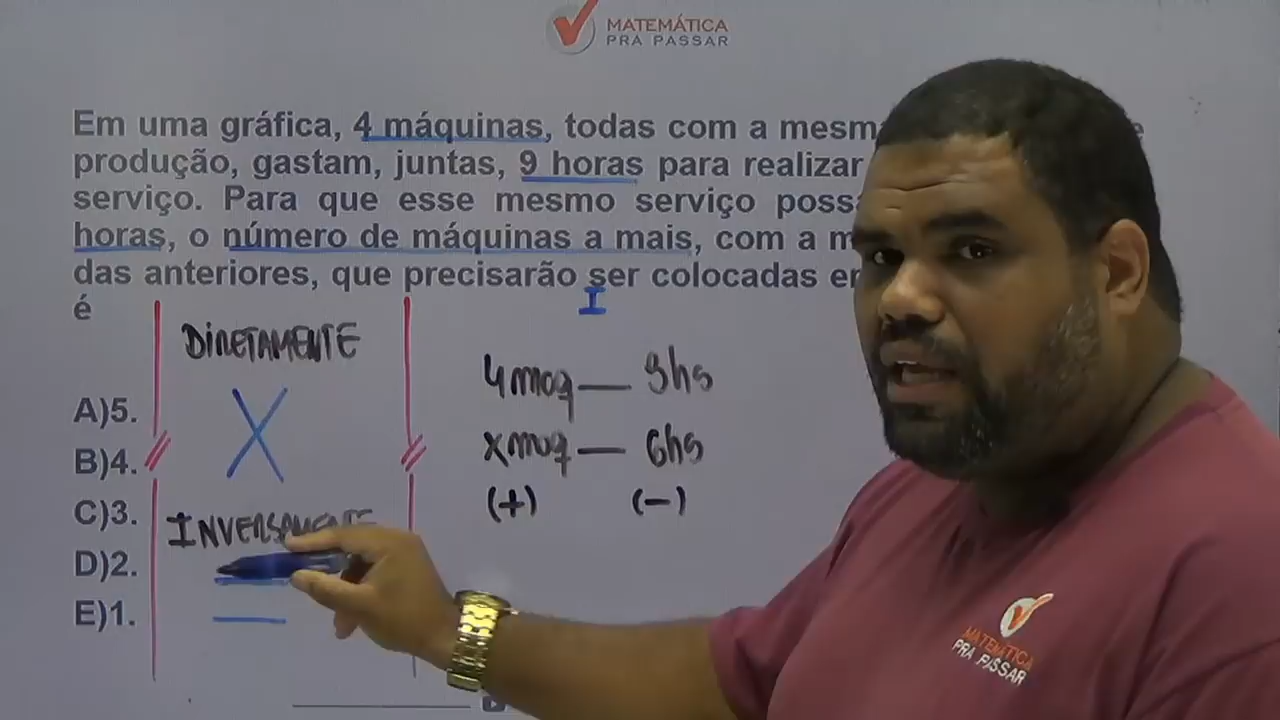 MATEMÁTICA
PRA PASSAR
Em uma gráfica, 4 máquinas, todas com a mesm
produção, gastam, juntas, 9 horas para realizar
serviço. Para que esse mesmo serviço poss
horas, o número de máquinas a mais, com a m
das anteriores, que precisarão ser colocadas e
é
I
DIRETAMENTE
X
4 maq — 9hs
x maq — 6hs
(+) (-)
A)5.
B)4.
C)3.
D)2.
E)1.
INVERSAMENTE
MATEMÁTICA
PRA PASSAR